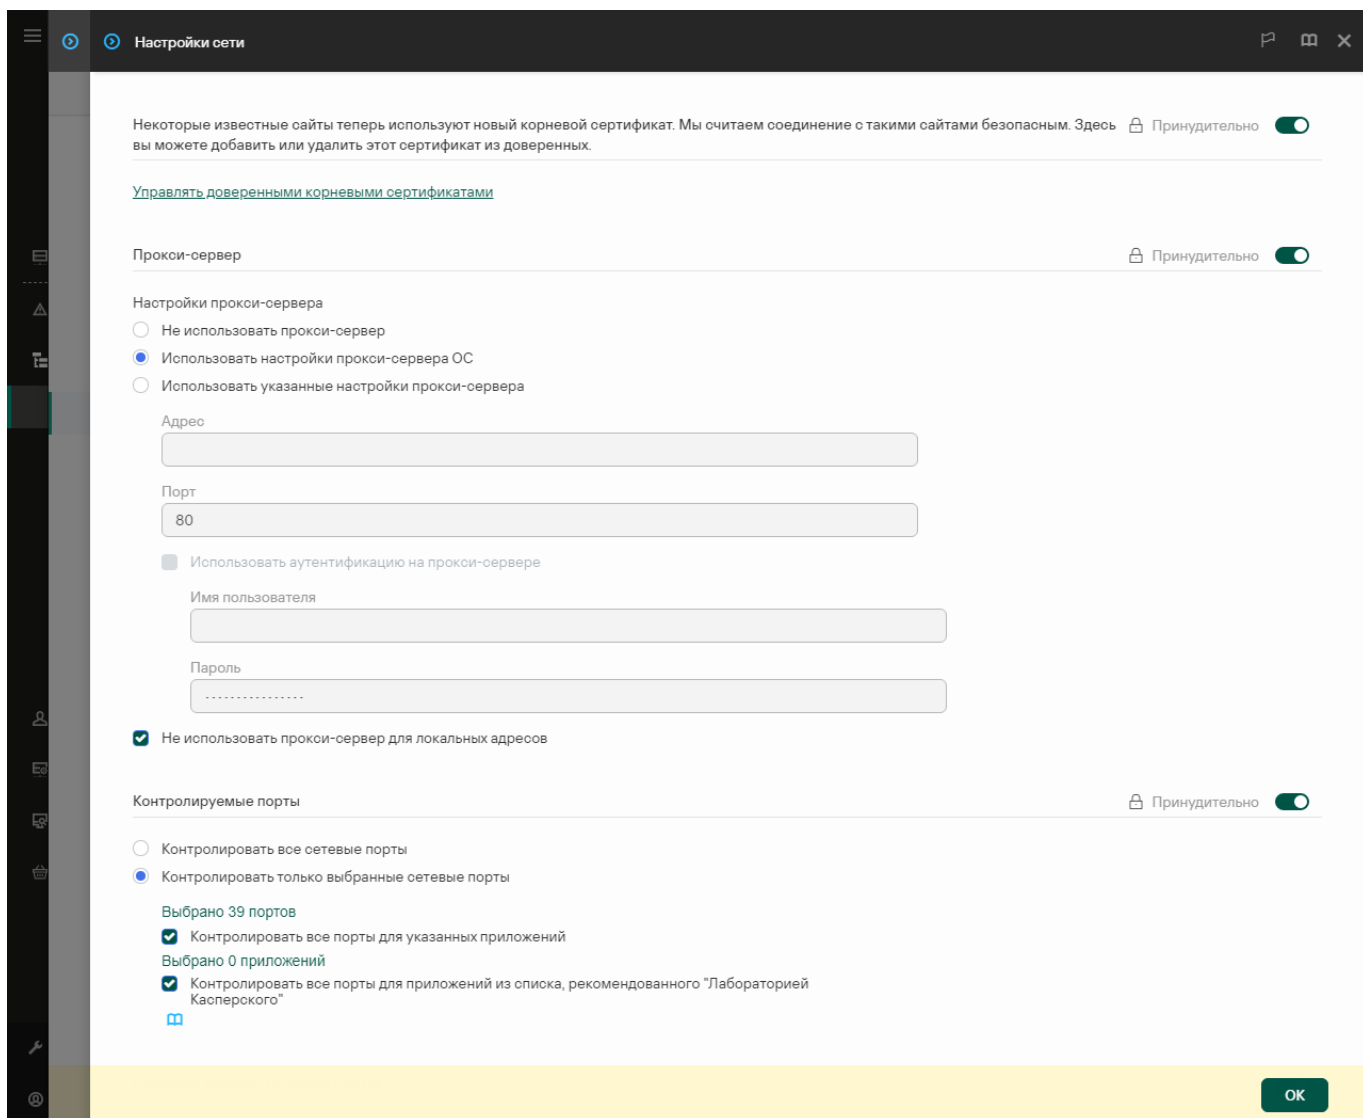 Настройки сети
Некоторые известные сайты теперь используют новый корневой сертификат. Мы считаем соединение с такими сайтами безопасным. Здесь
вы можете добавить или удалить этот сертификат из доверенных.
Принудительно
Управлять доверенными корневыми сертификатами
Прокси-сервер
Принудительно
Настройки прокси-сервера
Не использовать прокси-сервер
Использовать настройки прокси-сервера ОС
Использовать указанные настройки прокси-сервера
Адрес
Порт
80
Использовать аутентификацию на прокси-сервере
Имя пользователя
Пароль
Не использовать прокси-сервер для локальных адресов
Контролируемые порты
Принудительно
Контролировать все сетевые порты
Контролировать только выбранные сетевые порты
Выбрано 39 портов
Контролировать все порты для указанных приложений
Выбрано 0 приложений
Контролировать все порты для приложений из списка, рекомендованного "Лабораторией
Касперского"
ОК